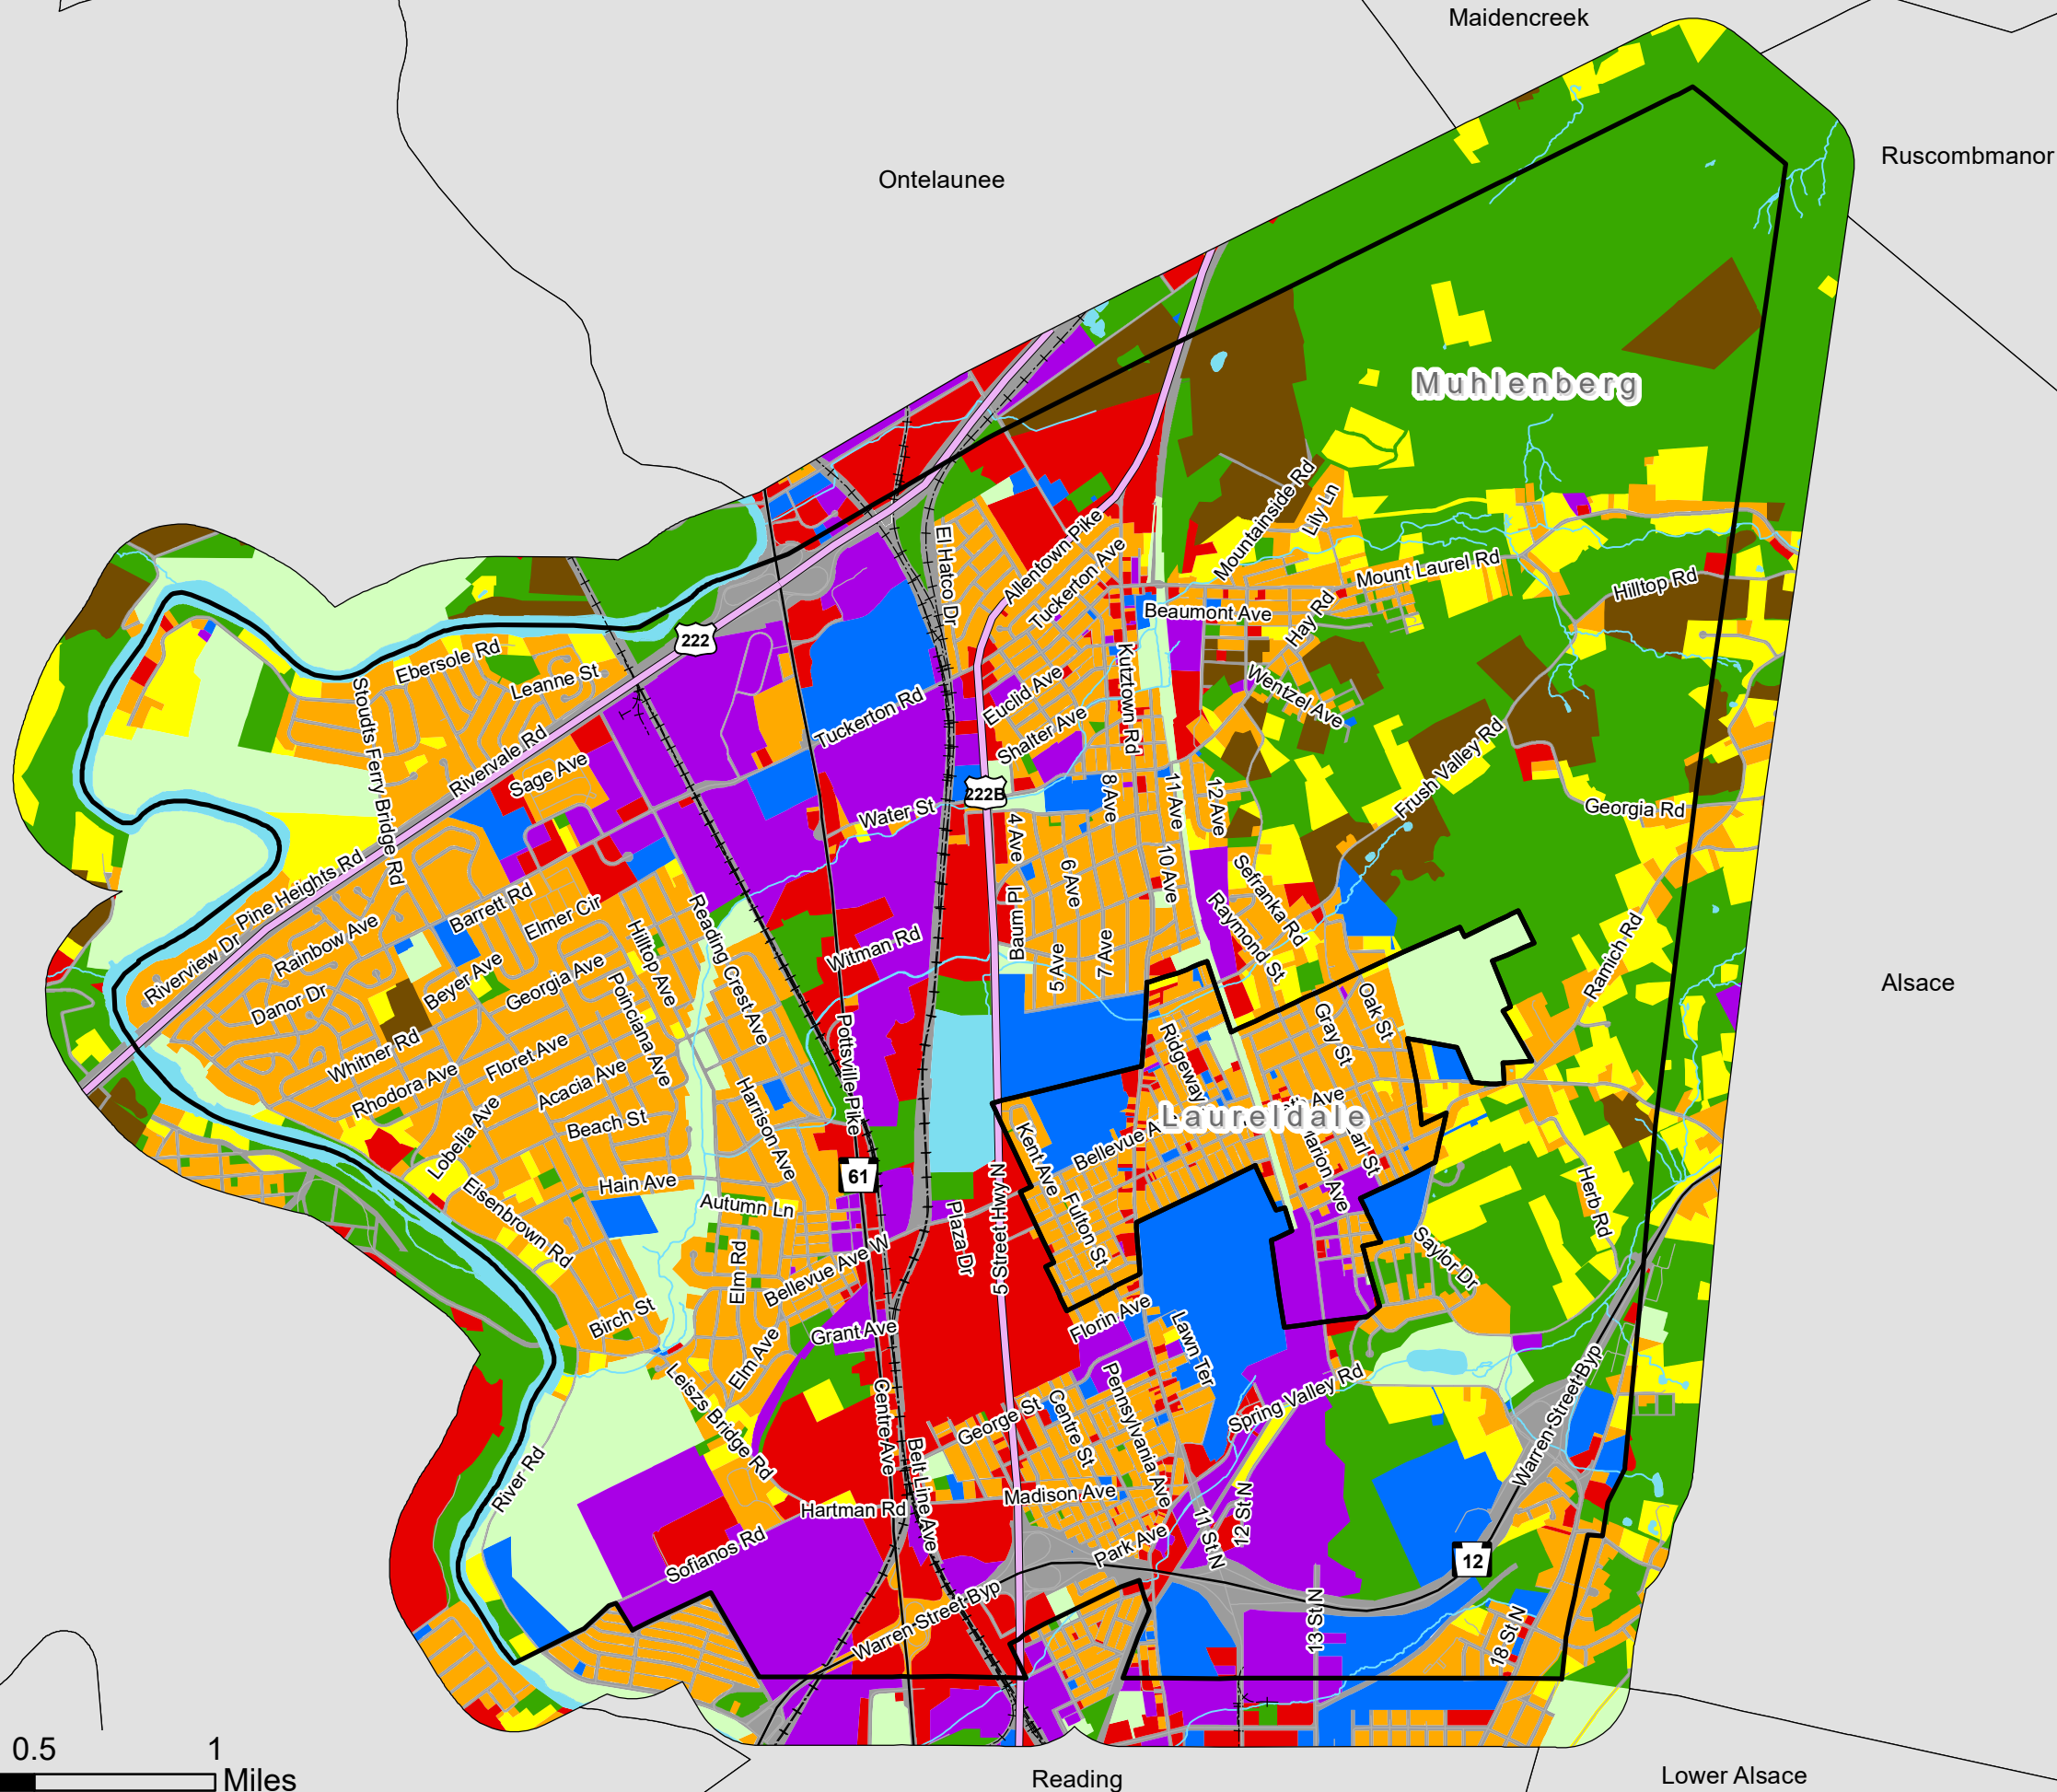 Maidencreek
Ruscombmanor
Ontelaunee
Muhlenberg
Mountainside Rd
Lily Ln
El Hato Dr
Allentown Pike
Tuckerton Ave
Mount Laurel Rd
Hilltop Rd
Beaumont Ave
Hay Rd
222
Ebersole Rd
Leanne St
Stoudts Ferry Bridge Rd
Kutztown Rd
Wentzel Ave
Euclid Ave
Tuckerton Rd
Shalter Ave
Rivervale Rd
Sage Ave
Frush Valley Rd
222B
Water St
4 Ave
8 Ave
11 Ave
12 Ave
Georgia Rd
6 Ave
10 Ave
Pine Heights Rd
Barrett Rd
Elmer Cir
Baum Pl
Sefranka Rd
Raymond St
Riverview Dr
Rainbow Ave
Hilltop Ave
Reading Crest Ave
Witman Rd
5 Ave
7 Ave
Ramich Rd
Alsace
Danor Dr
Beyer Ave
Georgia Ave
Poinciana Ave
Oak St
Gray St
Whitner Rd
Floret Ave
Pottsville Pike
Ridgeway
Rhodora Ave
Acacia Ave
Harrison Ave
Laureldale
Beach St
Lobelia Ave
Kent Ave
Bellevue A
Marion Ave
61
Hain Ave
Autumn Ln
Eisenbrown Rd
Fulton St
Herb Rd
Plaza Dr
5 Street Hwy N
Saylor Dr
Elm Rd
Bellevue Ave W
Birch St
Grant Ave
Florin Ave
Lawn Ter
Elm Ave
Leiszs Bridge Rd
Centre Ave
George St
Centre St
Pennsylvania Ave
Spring Valley Rd
Warren Street Byp
River Rd
Belt Line Ave
Hartman Rd
Madison Ave
11 St N
12 St N
Sofianos Rd
Park Ave
12
Warren Street Byp
13 St N
18 St N
0.5 1
Miles
Reading
Lower Alsace